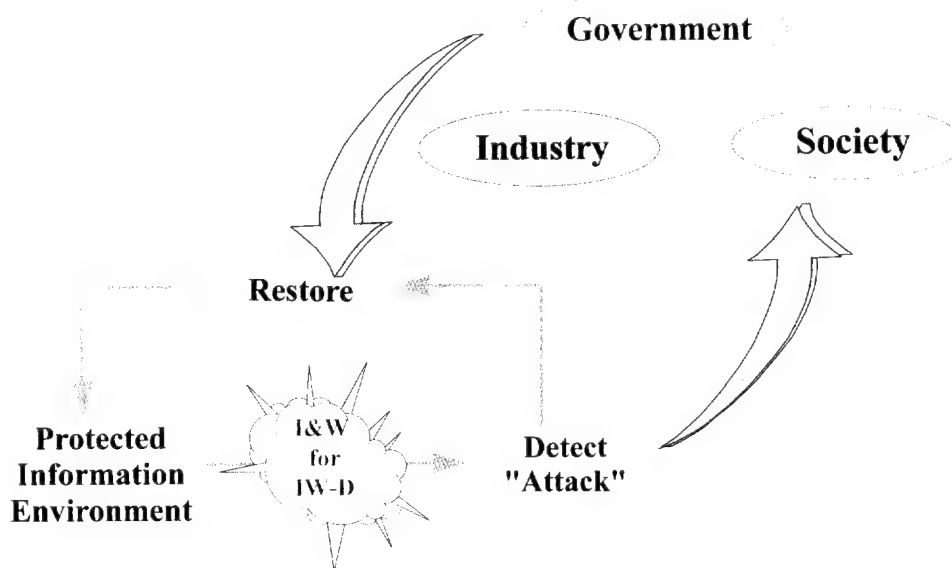 Government
Industry
Society
Restore
Protected
Information
Environment
I&W
for
IW-D
Detect
"Attack"